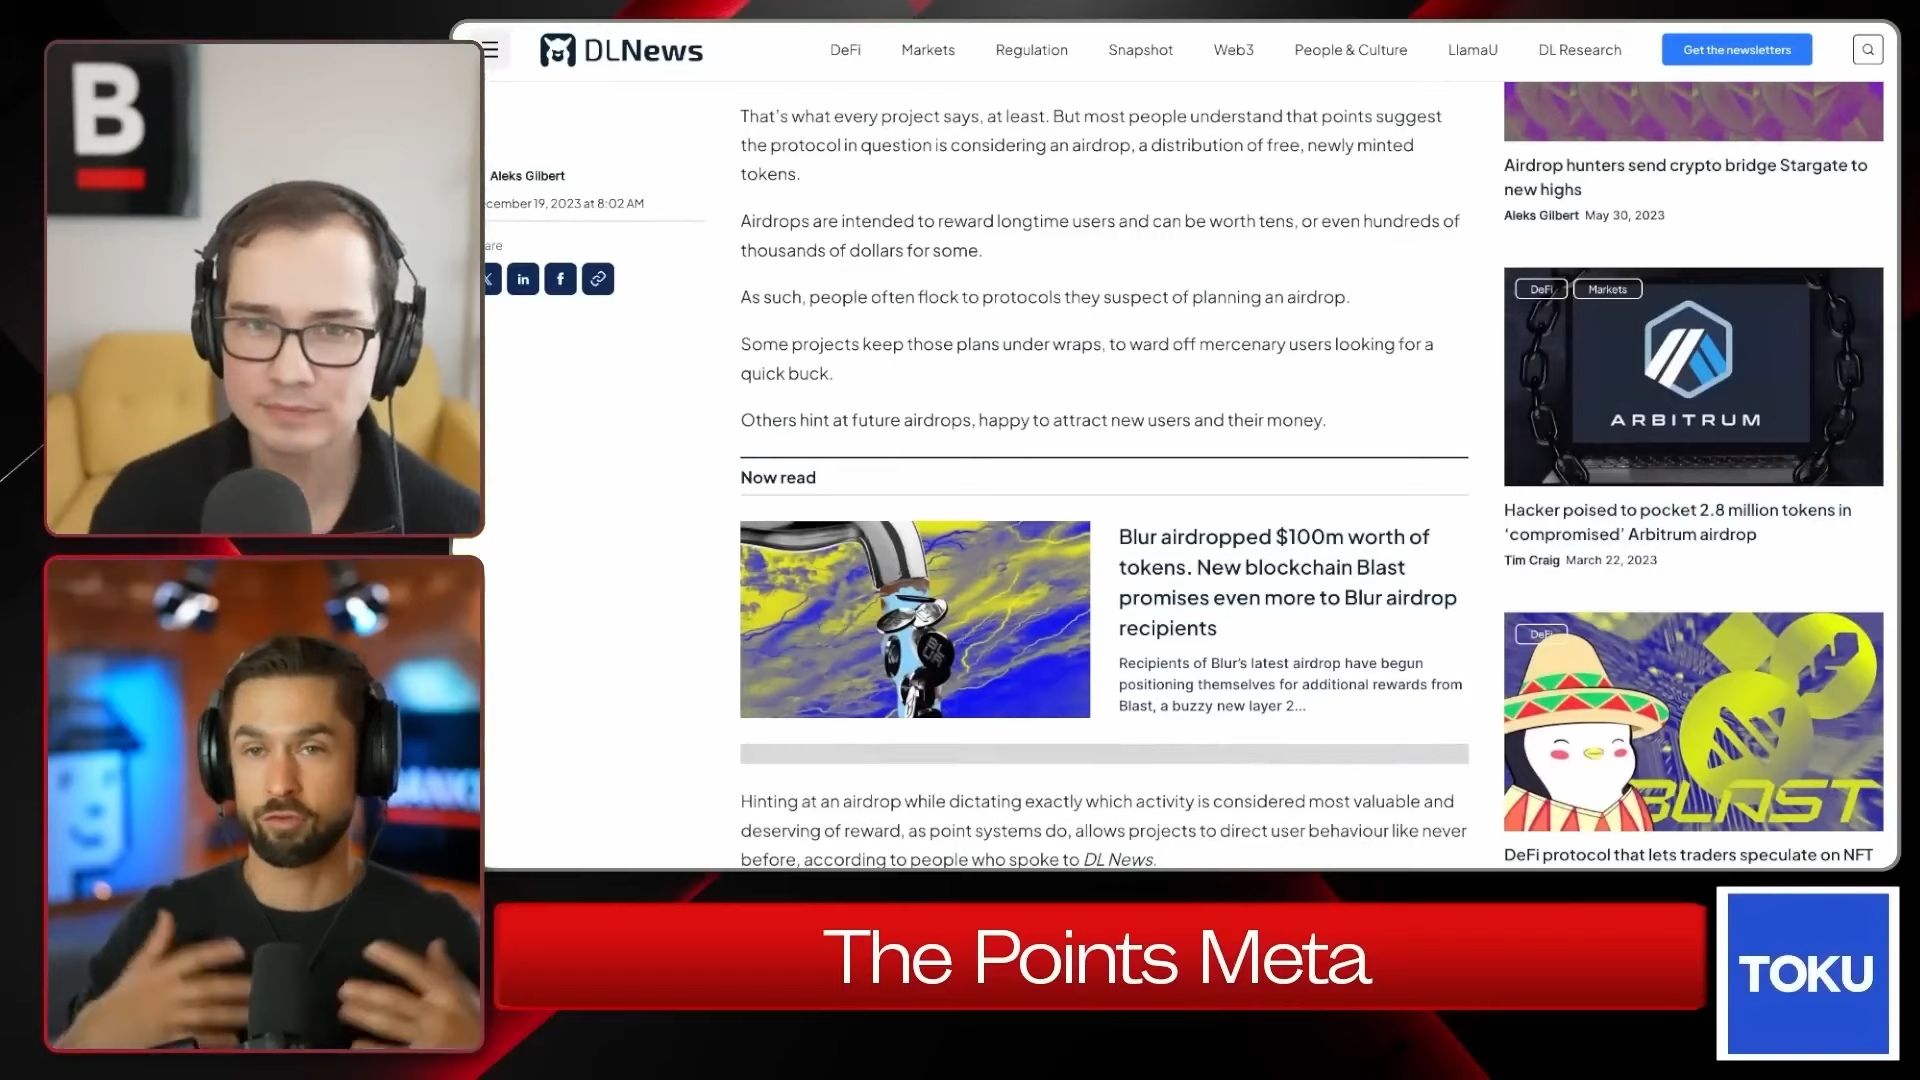 B
DLNews
DeFi
Markets
Regulation
Snapshot
Web3
People & Culture
LlamaU
DL Research
Get the newsletters
Aleks Gilbert
cember 19, 2023 at 8:02 AM
are
in
f
That's what every project says, at least. But most people understand that points suggest
the protocol in question is considering an airdrop, a distribution of free, newly minted
tokens.
Airdrops are intended to reward longtime users and can be worth tens, or even hundreds of
thousands of dollars for some.
As such, people often flock to protocols they suspect of planning an airdrop.
Some projects keep those plans under wraps, to ward off mercenary users looking for a
quick buck.
Others hint at future airdrops, happy to attract new users and their money.
Now read
Blur airdropped $100m worth of
tokens. New blockchain Blast
promises even more to Blur airdrop
recipients
Recipients of Blur's latest airdrop have begun
positioning themselves for additional rewards from
Blast, a buzzy new layer 2...
Hinting at an airdrop while dictating exactly which activity is considered most valuable and
deserving of reward, as point systems do, allows projects to direct user behaviour like never
before, according to people who spoke to DL News.
Airdrop hunters send crypto bridge Stargate to
new highs
Aleks Gilbert May 30, 2023
DeFi
Markets
ARBITRUM
Hacker poised to pocket 2.8 million tokens in
‘compromised’ Arbitrum airdrop
Tim Craig March 22, 2023
DeFi
BLAST
DeFi protocol that lets traders speculate on NFT
The Points Meta
TOKU